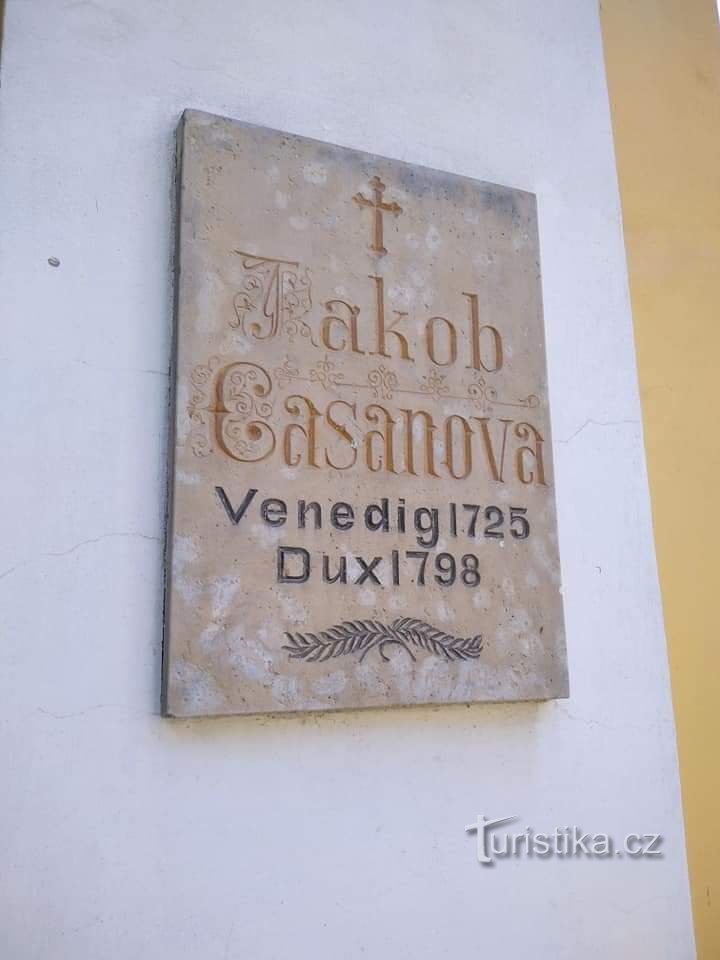 Jakob
Casanova
Venedig 1725
Dux 1798
Turistika.cz